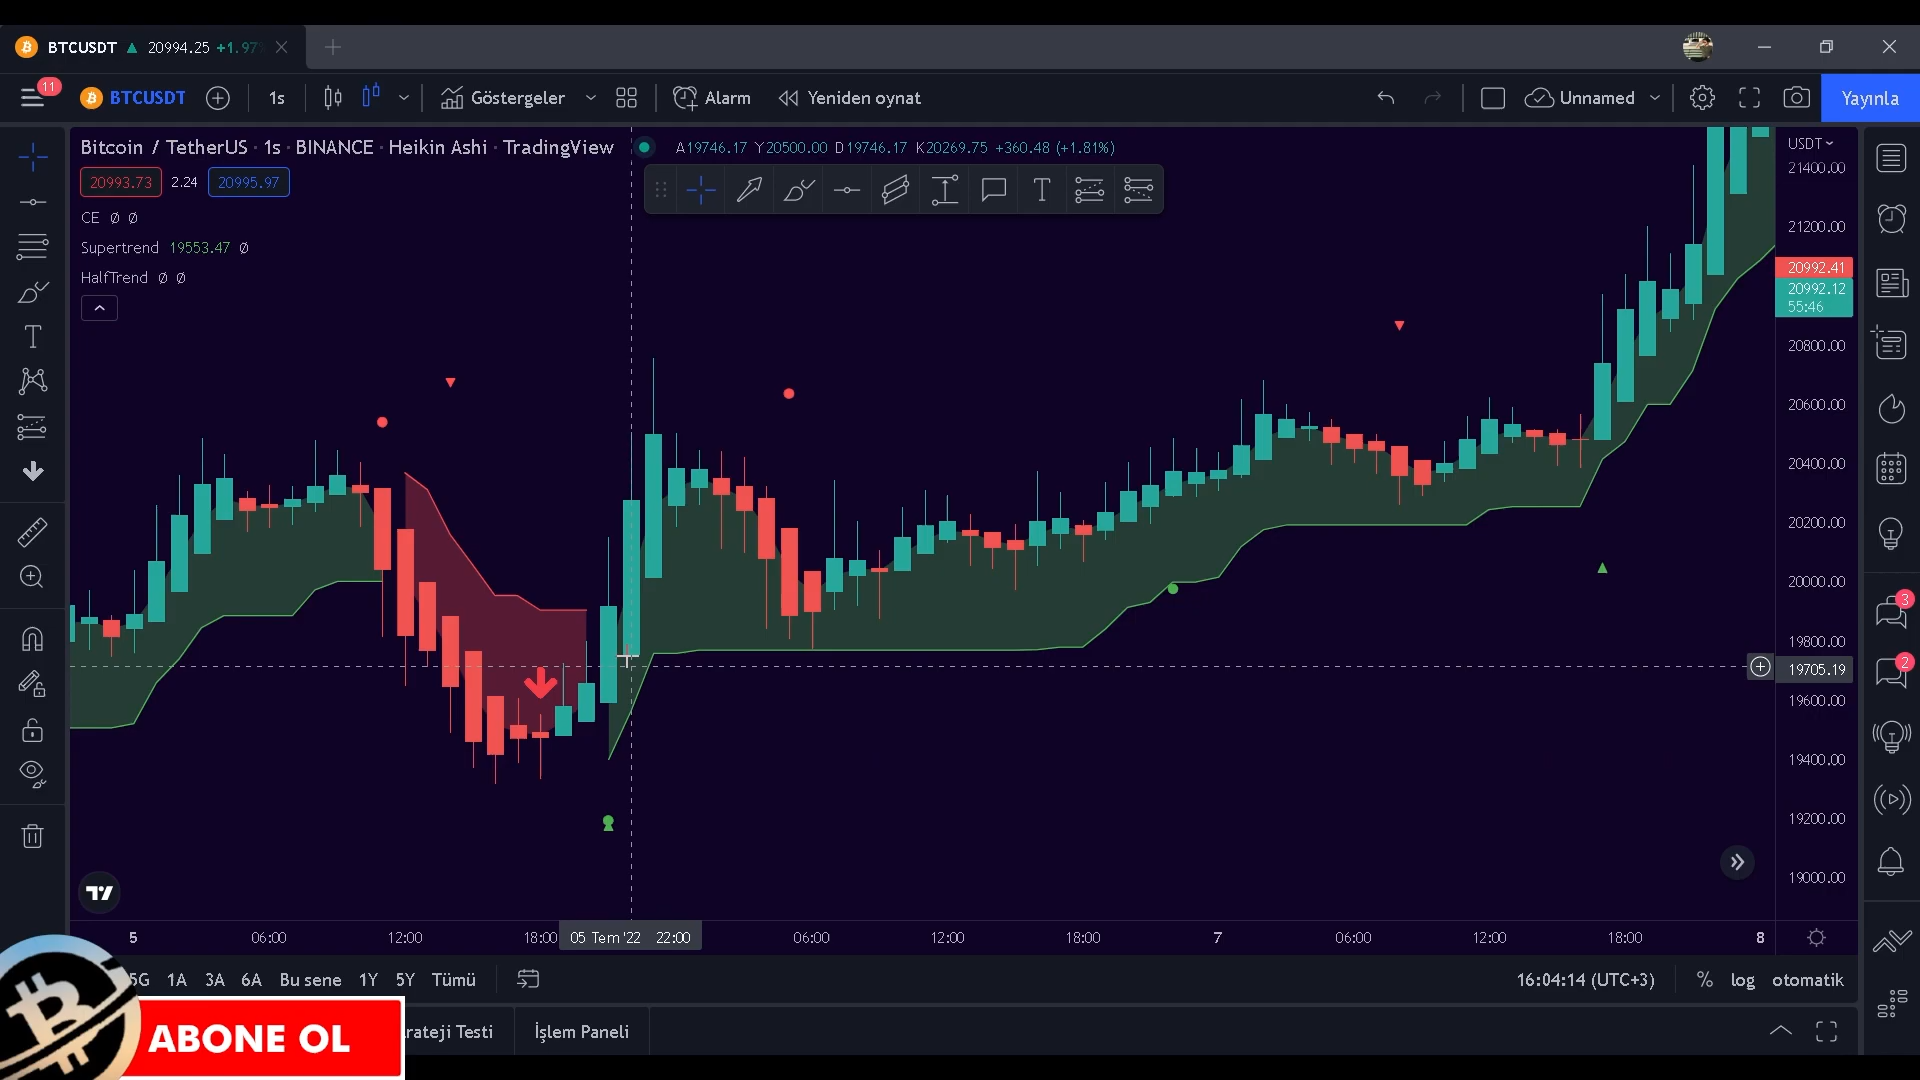 BTCUSDT ▲ 20994.25 +1.97
11
BTCUSDT 1s Göstergeler Alarm Yeniden oynat Unnamed Yayınla
Bitcoin / TetherUS · 1s · BINANCE · Heikin Ashi · TradingView A19746.17 Y20500.00 D19746.17 K20269.75 +360.48 (+1.81%)
20993.73 2.24 20995.97
CE Ø Ø
Supertrend 19553.47 Ø
HalfTrend Ø Ø
USDT
21400.00
21200.00
20992.41
20992.12
55:46
20800.00
20600.00
20400.00
20200.00
20000.00
19800.00
19705.19
19600.00
19400.00
19200.00
19000.00
3
2
5 06:00 12:00 18:00 05 Tem '22 22:00 06:00 12:00 18:00 7 06:00 12:00 18:00 8
5G 1A 3A 6A Bu sene 1Y 5Y Tümü 16:04:14 (UTC+3) % log otomatik
rateji Testi İşlem Paneli
ABONE OL